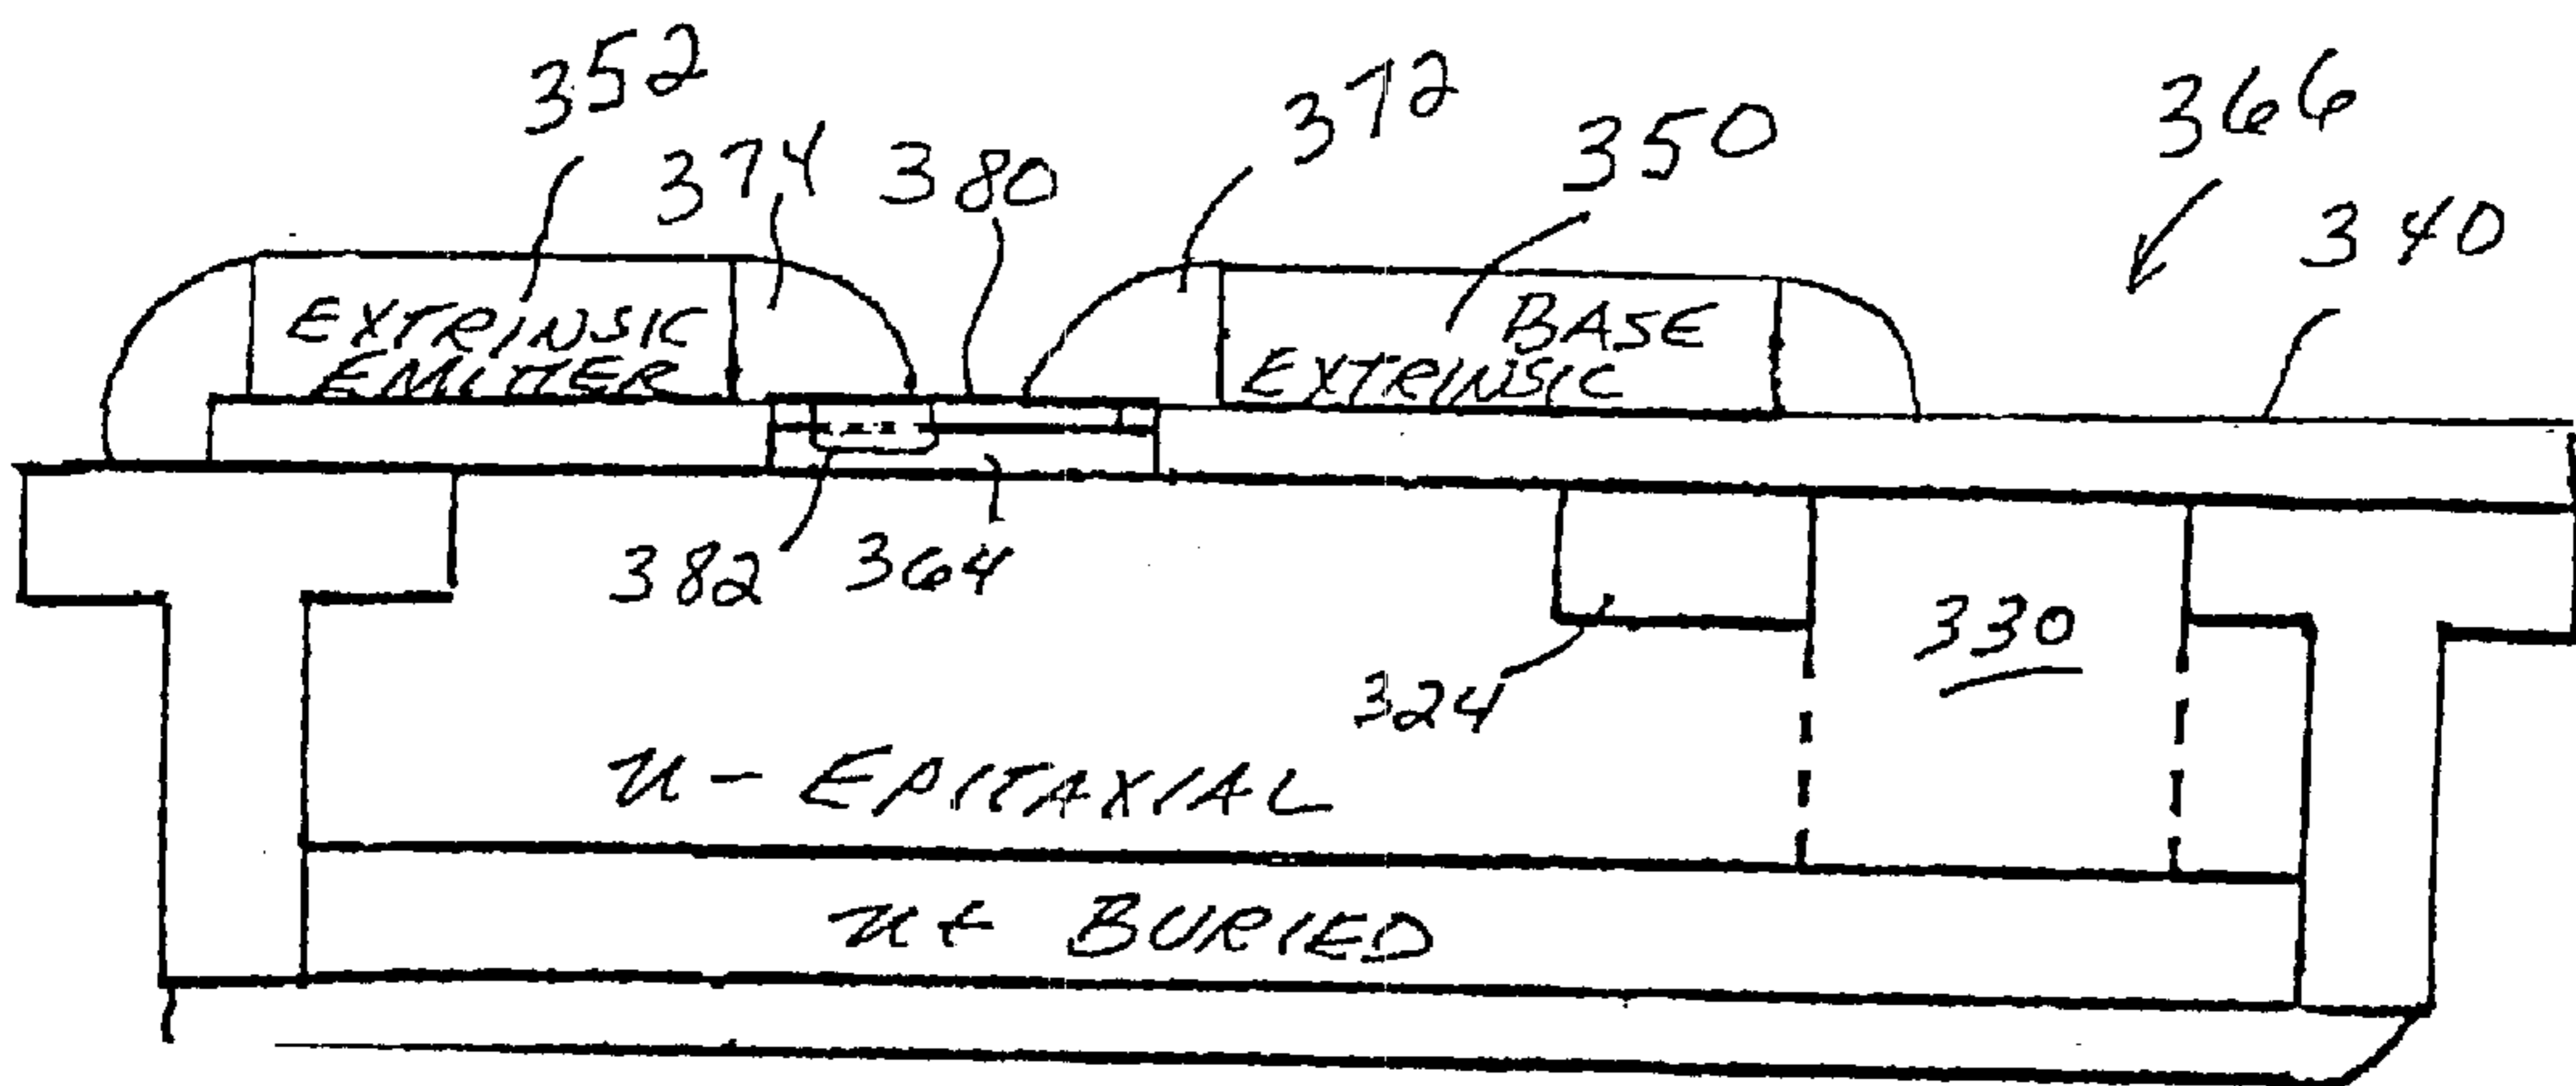 352
374
380
372
350
366
340
EXTRINSIC
EMITTER
BASE
EXTRINSIC
382
364
324
330
n- EPITAXIAL
n+ BURIED